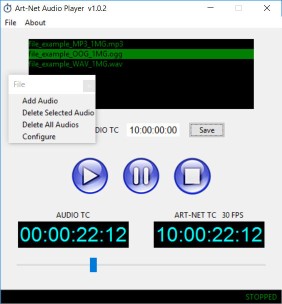 Art-Net Audio Player v1.0.2
File About
file_example_MP3_1MG.mp3
file_example_OOG_1MG.ogg
file_example_WAV_1MG.wav
File
Add Audio
Delete Selected Audio
Delete All Audios
Configure
DIO TC 10:00:00:00 Save
AUDIO TC ART-NET TC 30 FPS
00:00:22:12 10:00:22:12
STOPPED